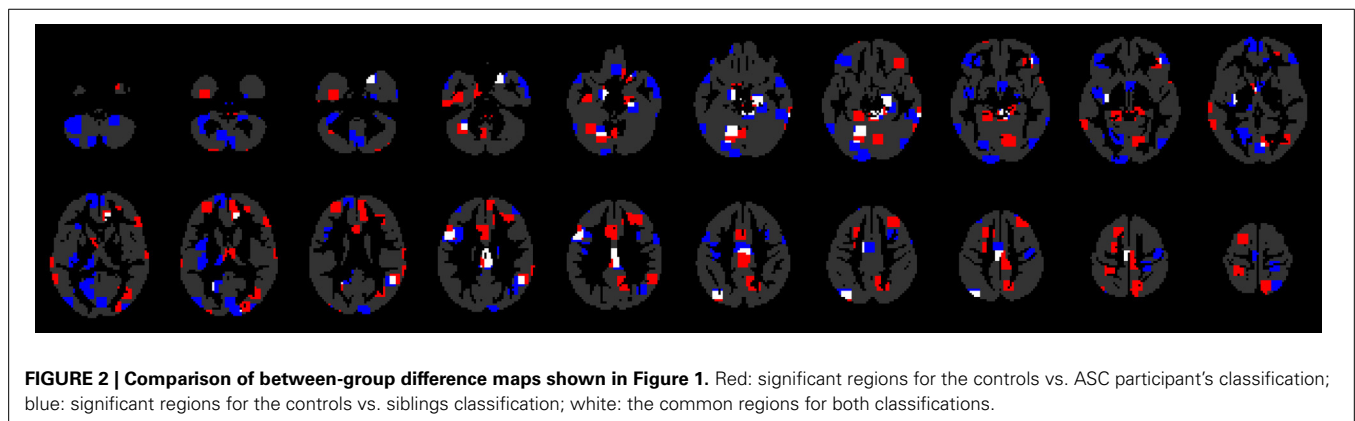 FIGURE 2 | Comparison of between-group difference maps shown in Figure 1. Red: significant regions for the controls vs. ASC participant's classification;
blue: significant regions for the controls vs. siblings classification; white: the common regions for both classifications.